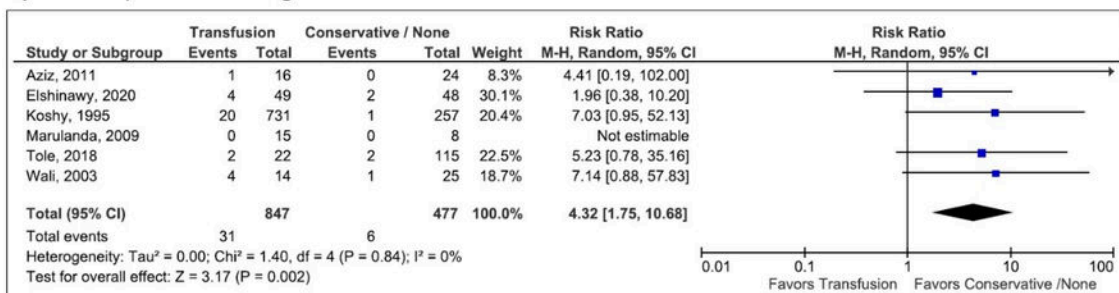 Transfusion Conservative / None Risk Ratio Risk Ratio
Study or Subgroup Events Total Events Total Weight M-H, Random, 95% CI M-H, Random, 95% CI
Aziz, 2011 1 16 0 24 8.3% 4.41 [0.19, 102.00]
Elshinawy, 2020 4 49 2 48 30.1% 1.96 [0.38, 10.20]
Koshy, 1995 20 731 1 257 20.4% 7.03 [0.95, 52.13]
Marulanda, 2009 0 15 0 8 Not estimable
Tole, 2018 2 22 2 115 22.5% 5.23 [0.78, 35.16]
Wali, 2003 4 14 1 25 18.7% 7.14 [0.88, 57.83]
Total (95% CI) 847 477 100.0% 4.32 [1.75, 10.68]
Total events 31 6
Heterogeneity: Tau² = 0.00; Chi² = 1.40, df = 4 (P = 0.84); I² = 0%
Test for overall effect: Z = 3.17 (P = 0.002)
0.01 0.1 1 10 100
Favors Transfusion Favors Conservative /None